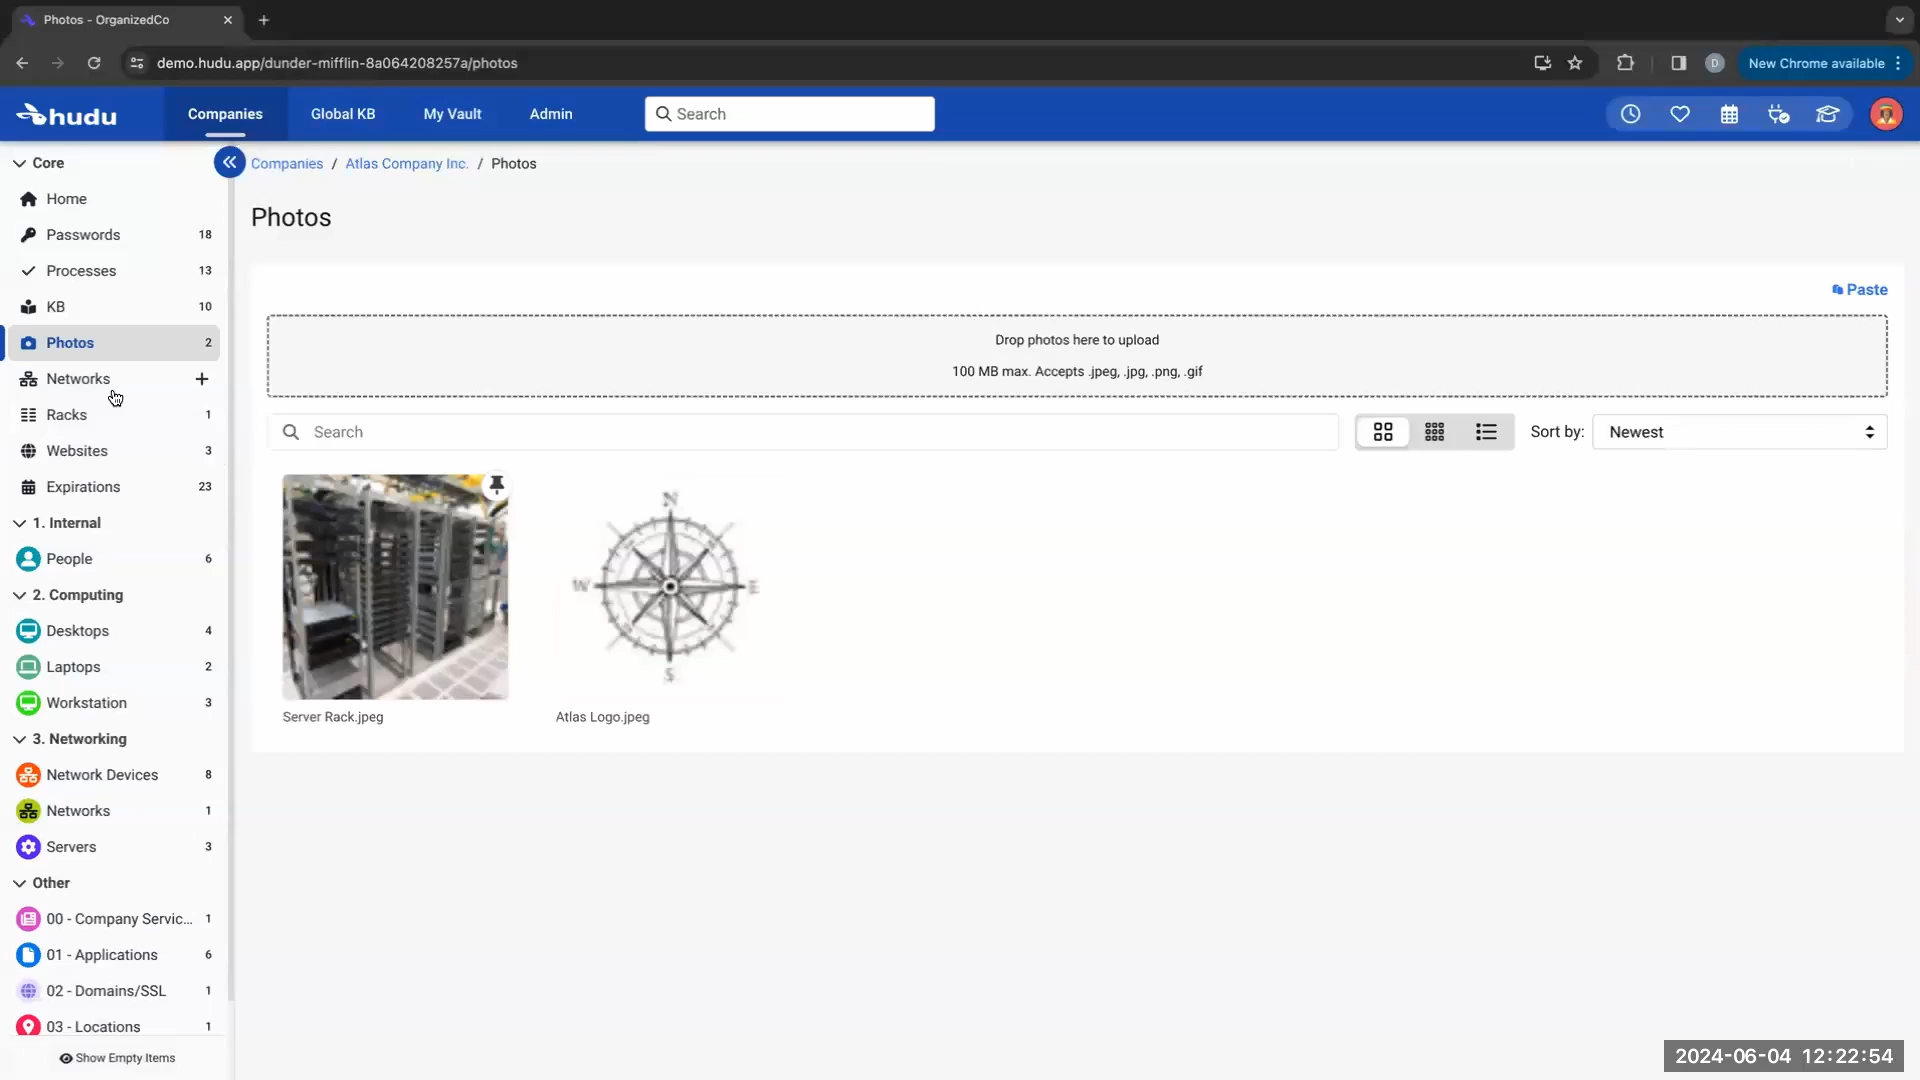 Photos - OrganizedCo
demo.hudu.app/dunder-mifflin-8a064208257a/photos
D
New Chrome available
hudu
Companies
Global KB
My Vault
Admin
Search
Core
Home
Passwords 18
Processes 13
KB 10
Photos 2
Networks
Racks 1
Websites 3
Expirations 23
1. Internal
People 6
2. Computing
Desktops 4
Laptops 2
Workstation 3
3. Networking
Network Devices 8
Networks 1
Servers 3
Other
00 - Company Servic... 1
01 - Applications 6
02 - Domains/SSL 1
03 - Locations 1
Show Empty Items
Companies / Atlas Company Inc. / Photos
Photos
Paste
Drop photos here to upload
100 MB max. Accepts .jpeg, .jpg, .png, .gif
Search
Sort by: Newest
N
W E
S
Server Rack.jpeg
Atlas Logo.jpeg
2024-06-04 12:22:54